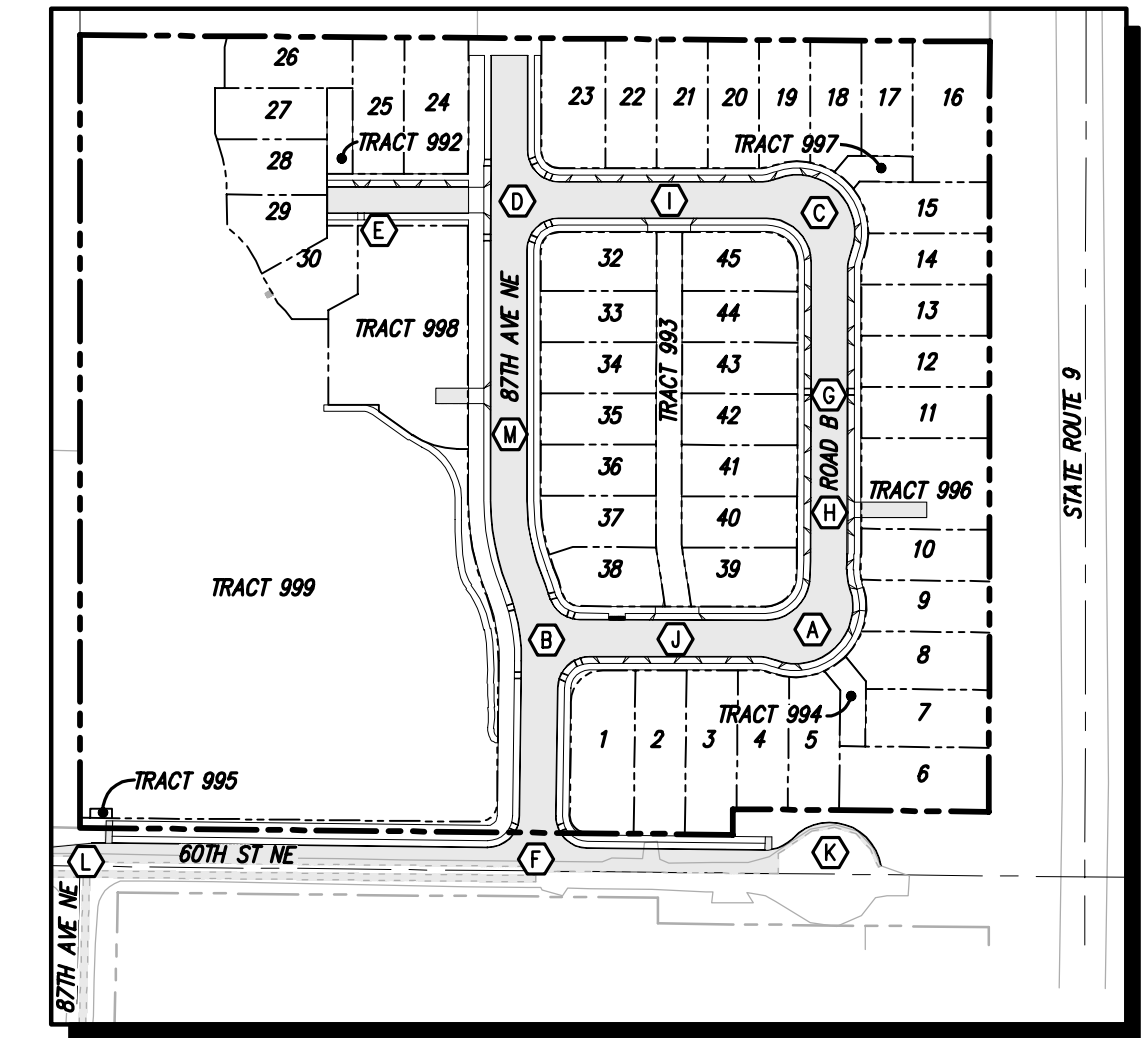 26
27
28
29
30
25
24
TRACT 992
23
22
21
20
19
18
17
16
TRACT 997
D
I
C
E
15
14
13
12
11
32
33
34
35
36
37
38
45
44
43
42
41
40
39
TRACT 993
TRACT 998
87TH AVE NE
M
G
ROAD B
H
TRACT 996
STATE ROUTE 9
10
9
8
7
6
TRACT 999
B
J
A
1
2
3
4
5
TRACT 994
TRACT 995
L
60TH ST NE
F
K
87TH AVE NE